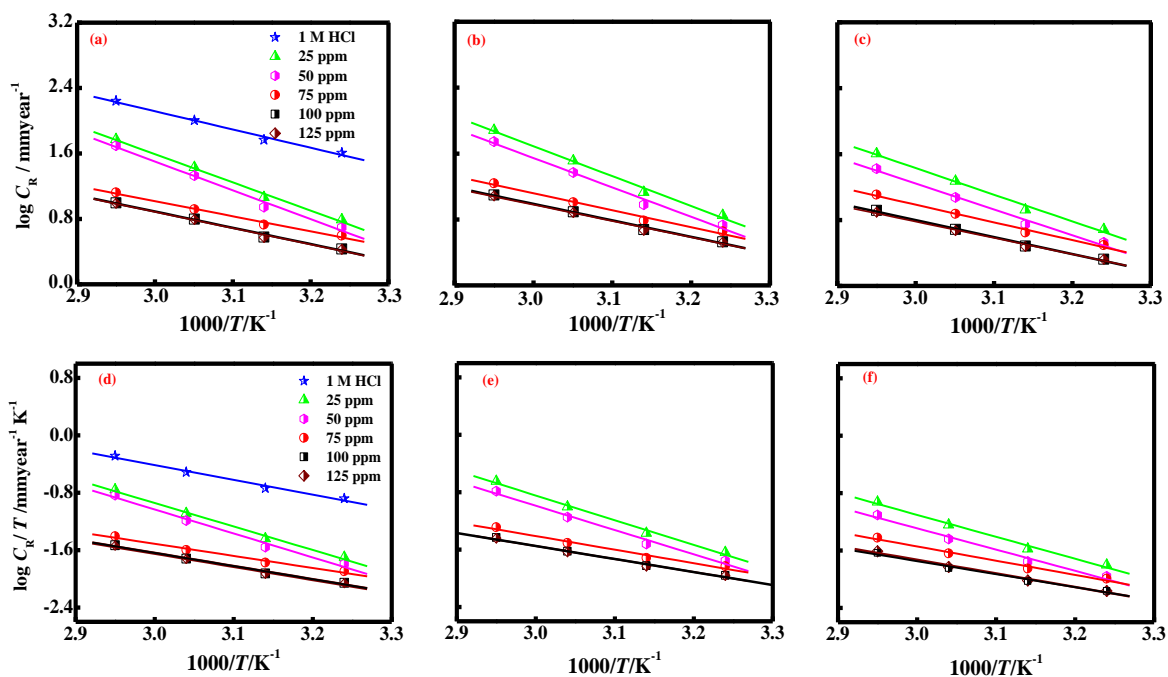 (a)
1 M HCl
25 ppm
50 ppm
75 ppm
100 ppm
125 ppm
3.2
2.4
1.6
0.8
0.0
log C_R / mmyear⁻¹
2.9 3.0 3.1 3.2 3.3
1000/T/K⁻¹
(b)
2.9 3.0 3.1 3.2 3.3
1000/T/K⁻¹
(c)
2.9 3.0 3.1 3.2 3.3
1000/T/K⁻¹
(d)
1 M HCl
25 ppm
50 ppm
75 ppm
100 ppm
125 ppm
0.8
0.0
-0.8
-1.6
-2.4
log C_R / T /mmyear⁻¹ K⁻¹
2.9 3.0 3.1 3.2 3.3
1000/T/K⁻¹
(e)
2.9 3.0 3.1 3.2 3.3
1000/T/K⁻¹
(f)
2.9 3.0 3.1 3.2 3.3
1000/T/K⁻¹